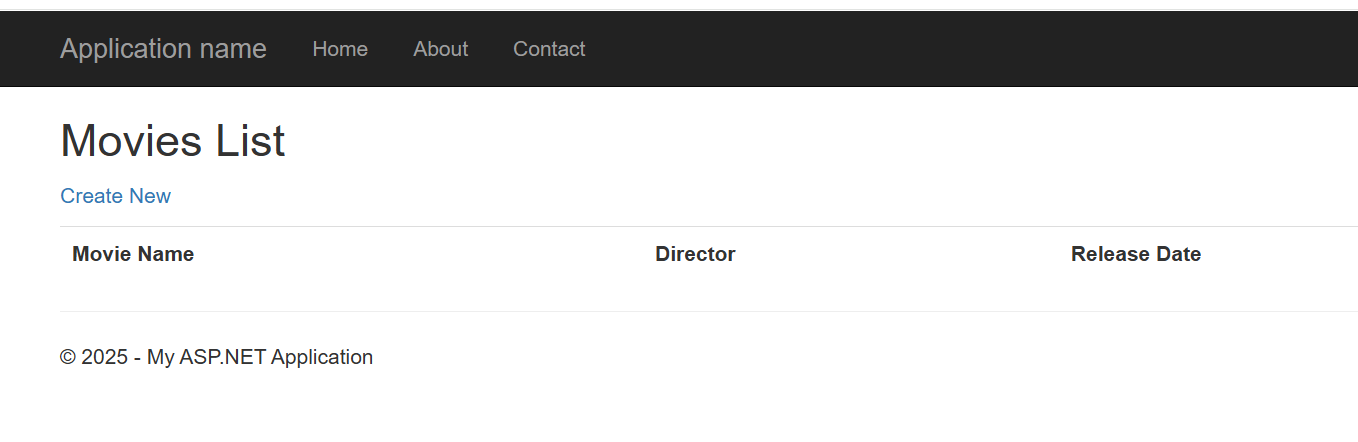 Application name Home About Contact
Movies List
Create New
Movie Name Director Release Date
© 2025 - My ASP.NET Application